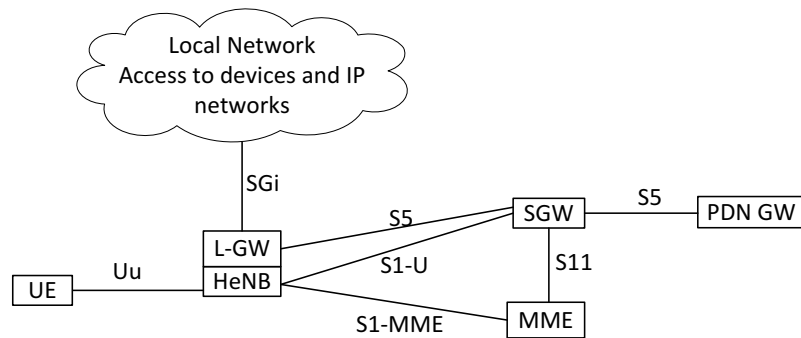 Local Network
Access to devices and IP
networks
SGi
S5
SGW
S5
PDN GW
L-GW
S1-U
S11
Uu
HeNB
UE
S1-MME
MME